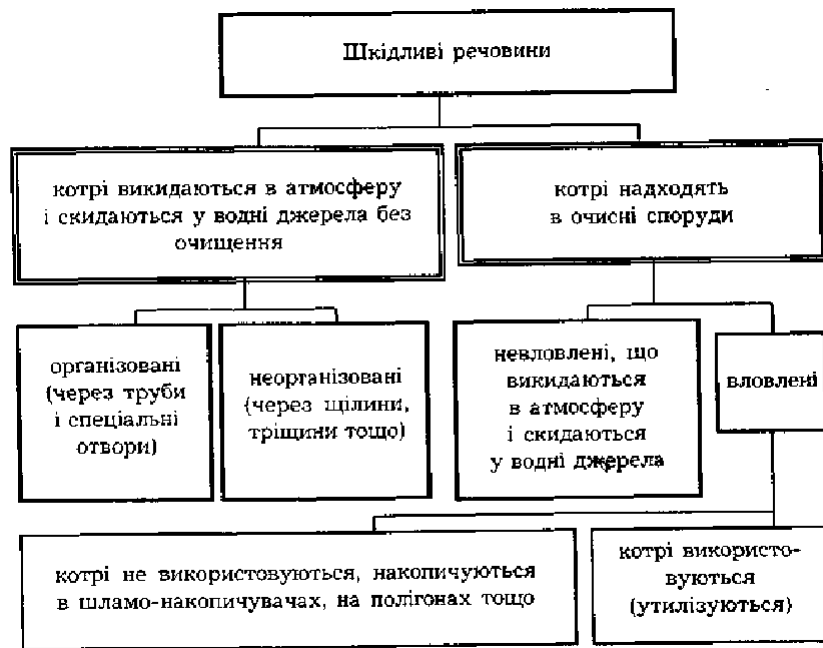 Шкідливі речовини
котрі викидаються в атмосферу
і скидаються у водні джерела без
очищення
котрі надходять
в очисні споруди
організовані
(через труби
і спеціальні
отвори)
неорганізовані
(через щілини,
тріщини тощо)
невловлені, що
викидаються
в атмосферу
і скидаються
у водні джерела
вловлені
котрі не використовуються, накопичуються
в шламо-накопичувачах, на полігонах тощо
котрі використо-
вуються
(утилізуються)